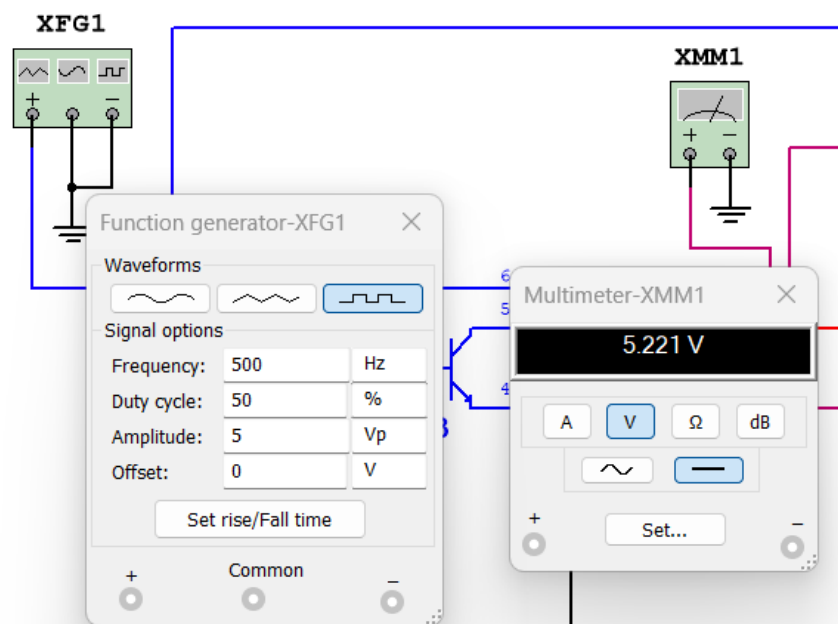 XFG1
XMM1
+
−
+ −
Function generator-XFG1
Waveforms
Signal options
Frequency: 500 Hz
Duty cycle: 50 %
Amplitude: 5 Vp
Offset: 0 V
Set rise/Fall time
+ Common −
6
5
4
Multimeter-XMM1
5.221 V
A V Ω dB
Set...
+ −